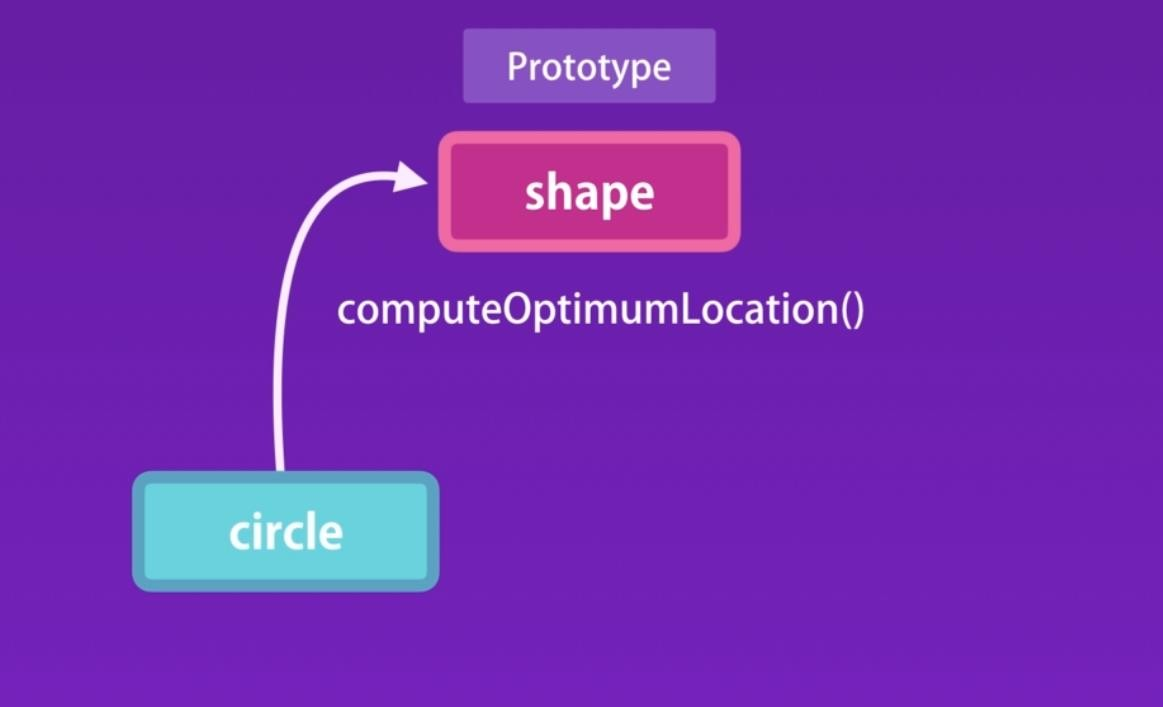 Prototype
shape
computeOptimumLocation()
circle